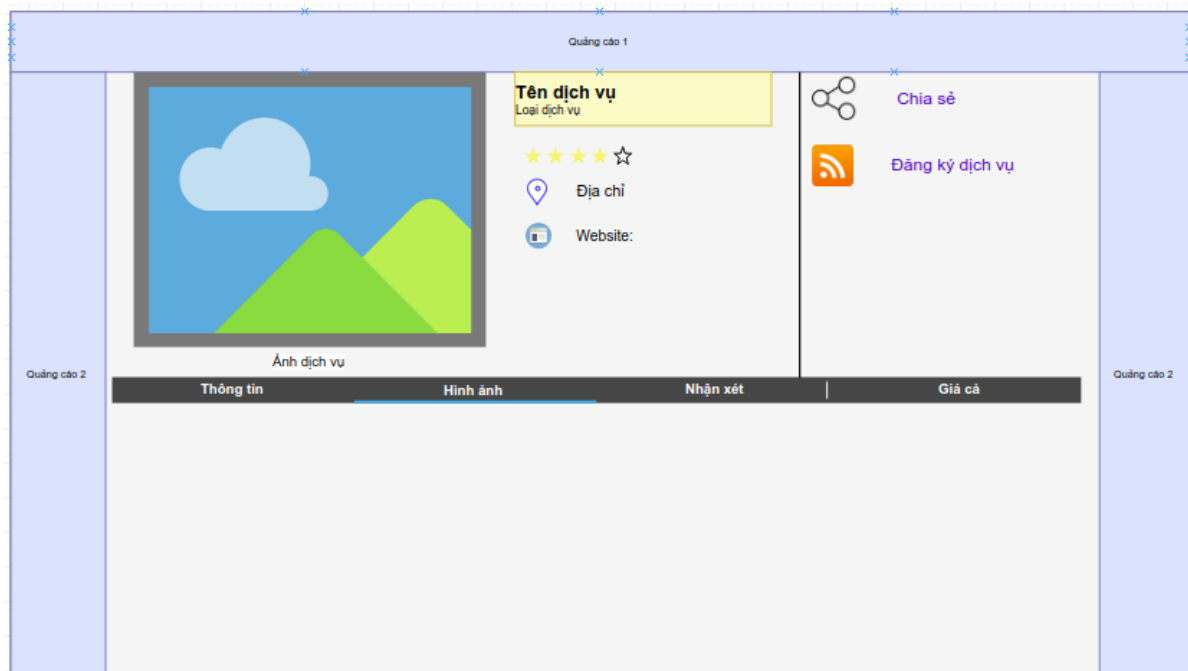 Quảng cáo 1
Tên dịch vụ
Loại dịch vụ
Địa chỉ
Website:
Chia sẻ
Đăng ký dịch vụ
Ảnh dịch vụ
Quảng cáo 2
Quảng cáo 2
Thông tin
Hình ảnh
Nhận xét
Giá cả